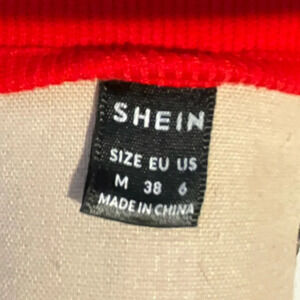 SHEIN
SIZE EU US
M 38 6
MADE IN CHINA